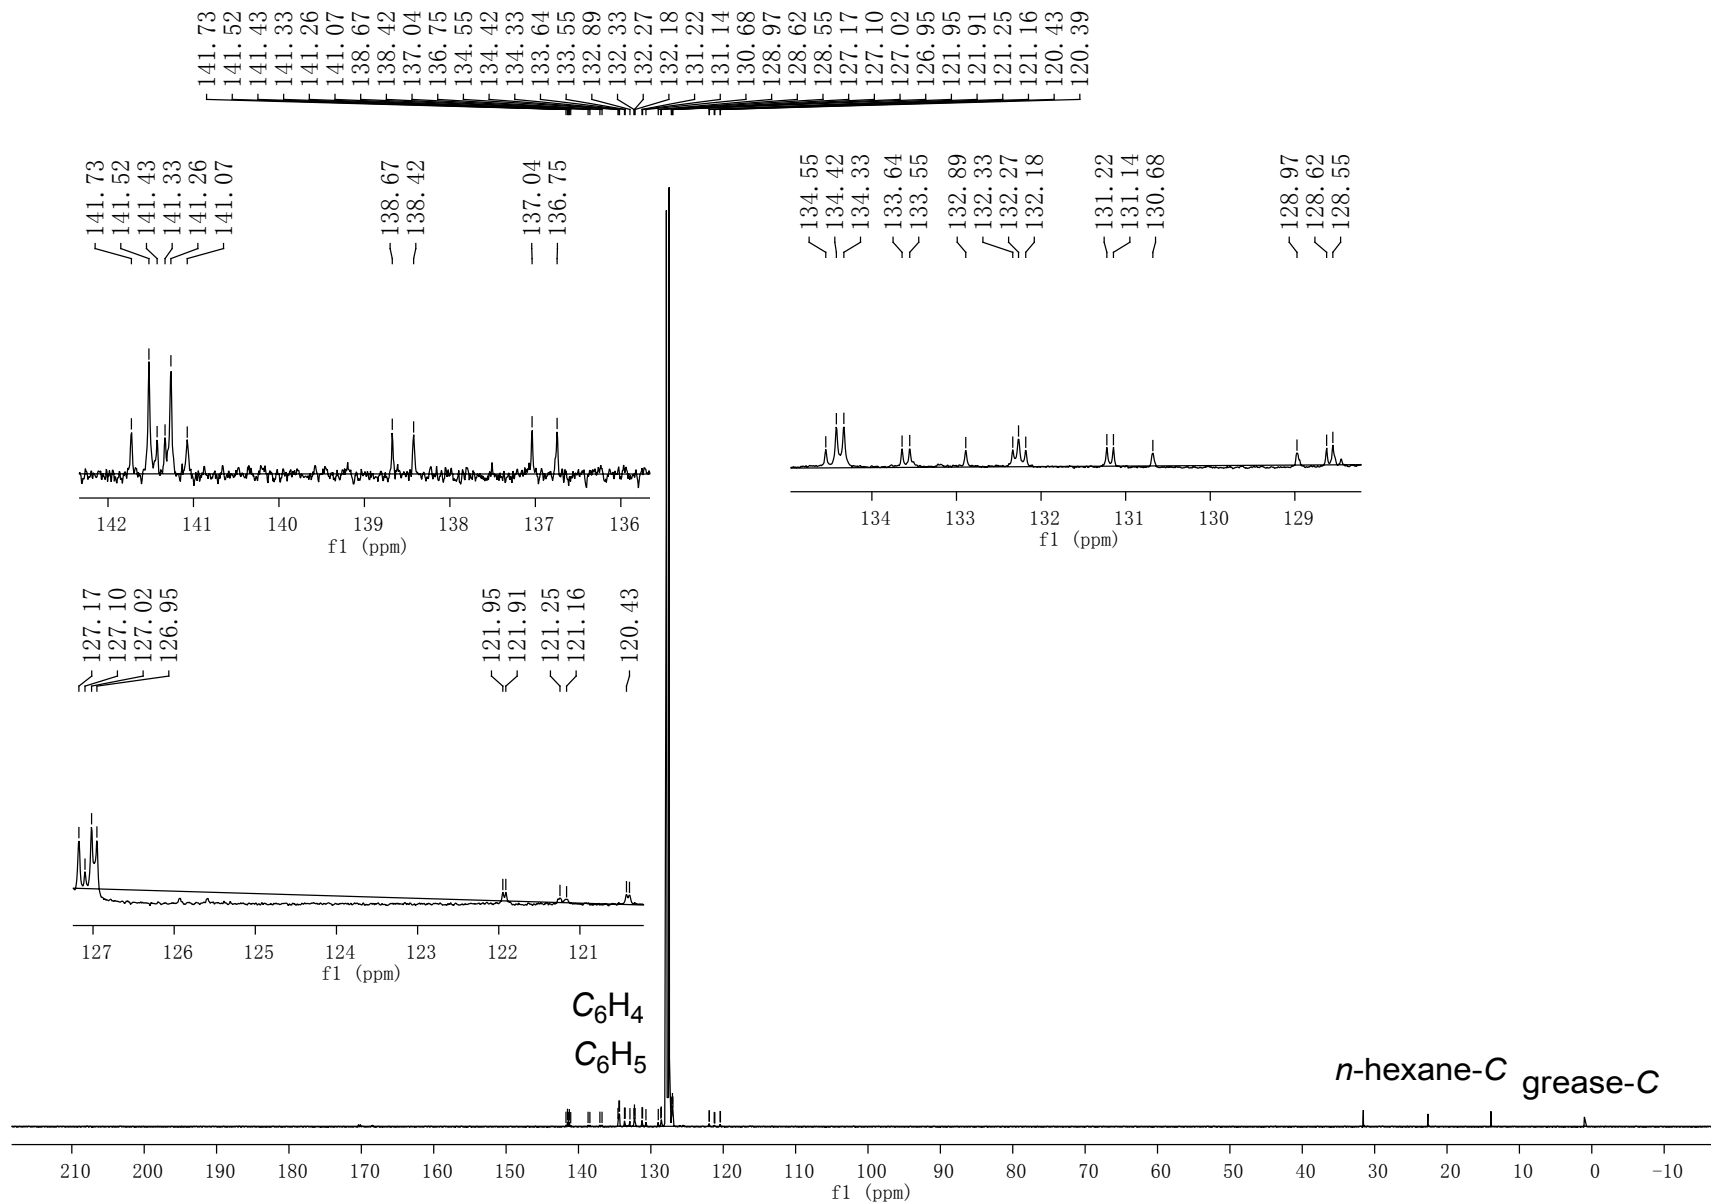 141.73 141.52 141.43 141.33 141.26 141.07 138.67 138.42 137.04 136.75 134.55 134.42 134.33 133.64 133.55 132.89 132.33 132.27 132.18 131.22 131.14 130.68 128.97 128.62 128.55 127.17 127.10 127.02 126.95 121.95 121.91 121.25 121.16 120.43 120.39
141.73 141.52 141.43 141.33 141.26 141.07 138.67 138.42 137.04 136.75
142 141 140 139 138 137 136
f1 (ppm)
134.55 134.42 134.33 133.64 133.55 132.89 132.33 132.27 132.18 131.22 131.14 130.68 128.97 128.62 128.55
134 133 132 131 130 129
f1 (ppm)
127.17 127.10 127.02 126.95 121.95 121.91 121.25 121.16 120.43
127 126 125 124 123 122 121
f1 (ppm)
C₆H₄
C₆H₅
n-hexane-C grease-C
210 200 190 180 170 160 150 140 130 120 110 100 90 80 70 60 50 40 30 20 10 0 -10
f1 (ppm)